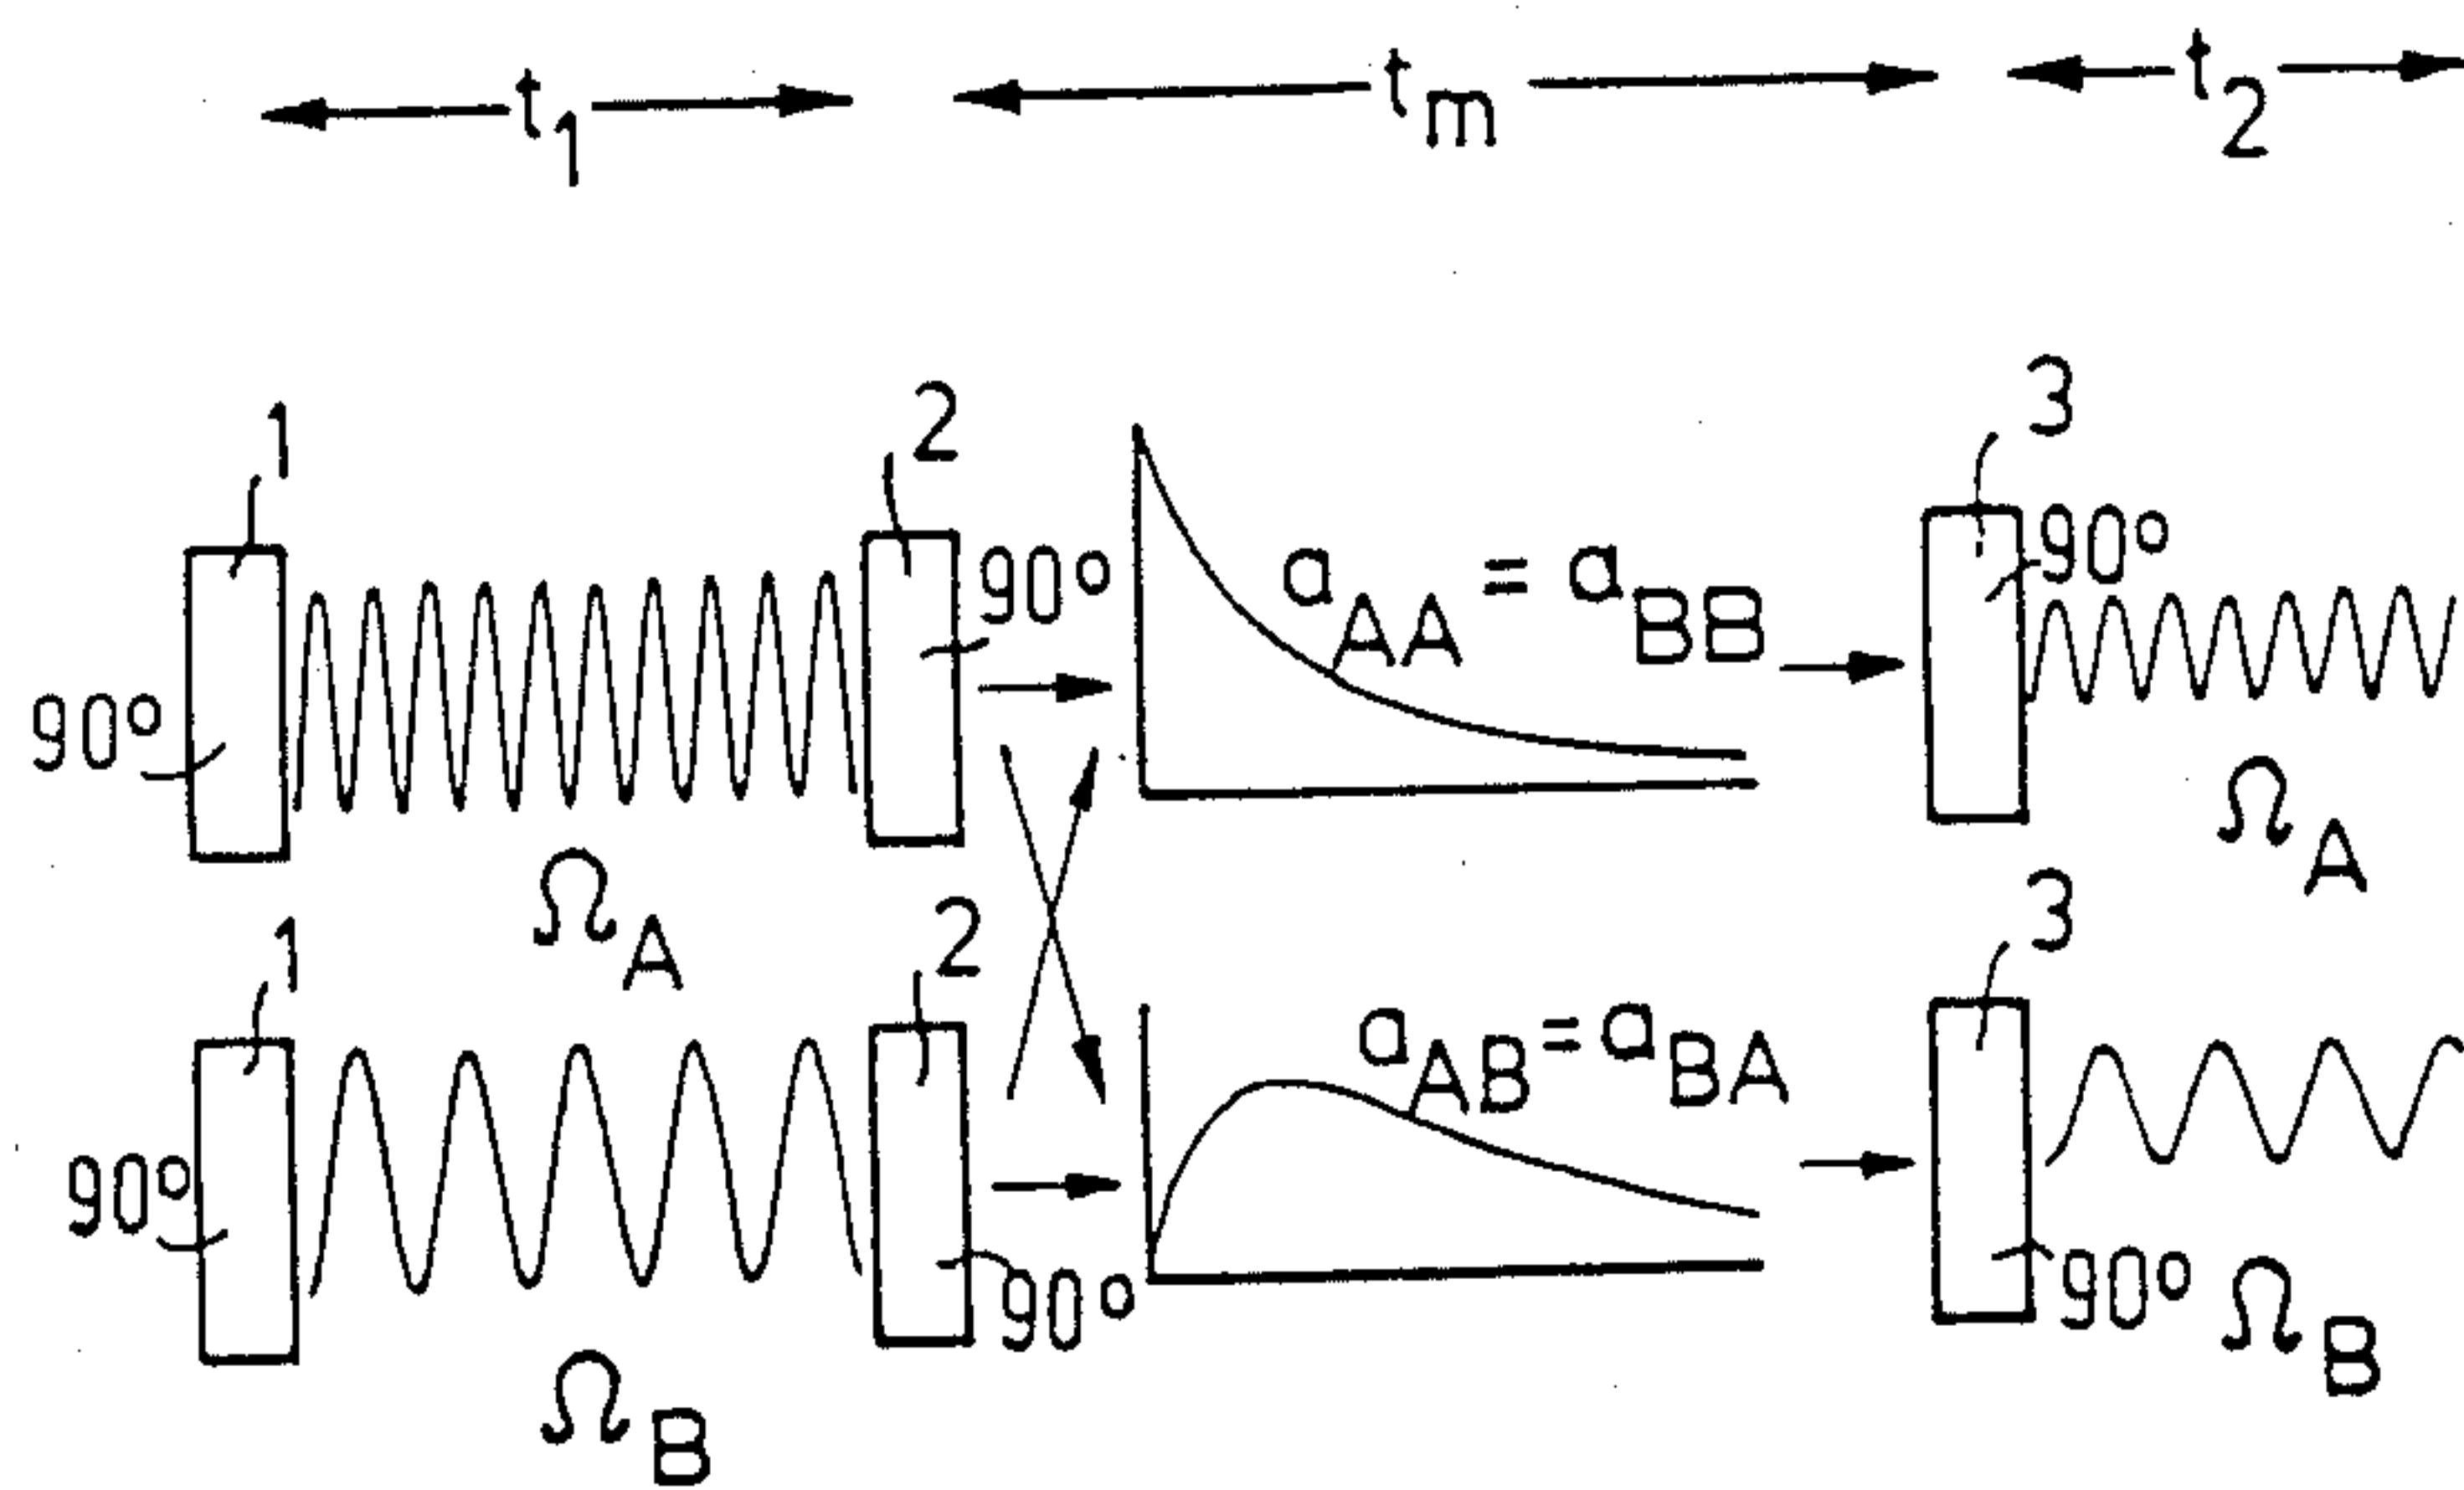 t1 tm t2
1 2 3
90° 90° aAA = aBB 90°
ΩA ΩA
1 2 3
90° 90° aAB = aBA 90°
ΩB ΩB